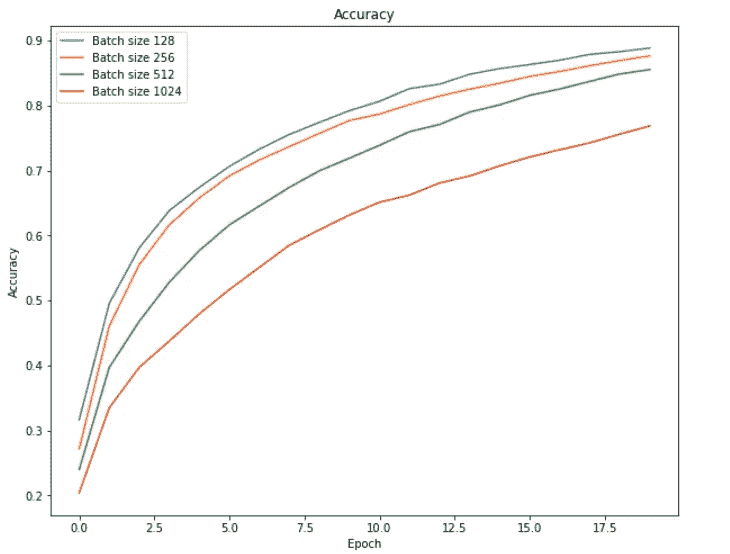 Accuracy
Batch size 128
Batch size 256
Batch size 512
Batch size 1024
Accuracy
0.9
0.8
0.7
0.6
0.5
0.4
0.3
0.2
0.0 2.5 5.0 7.5 10.0 12.5 15.0 17.5
Epoch